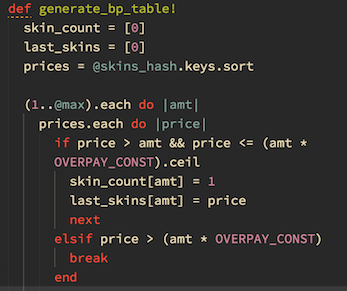 def generate_bp_table!
skin_count = [0]
last_skins = [0]
prices = @skins_hash.keys.sort
(1..@max).each do |amt|
prices.each do |price|
if price > amt && price <= (amt *
OVERPAY_CONST).ceil
skin_count[amt] = 1
last_skins[amt] = price
next
elsif price > (amt * OVERPAY_CONST)
break
end